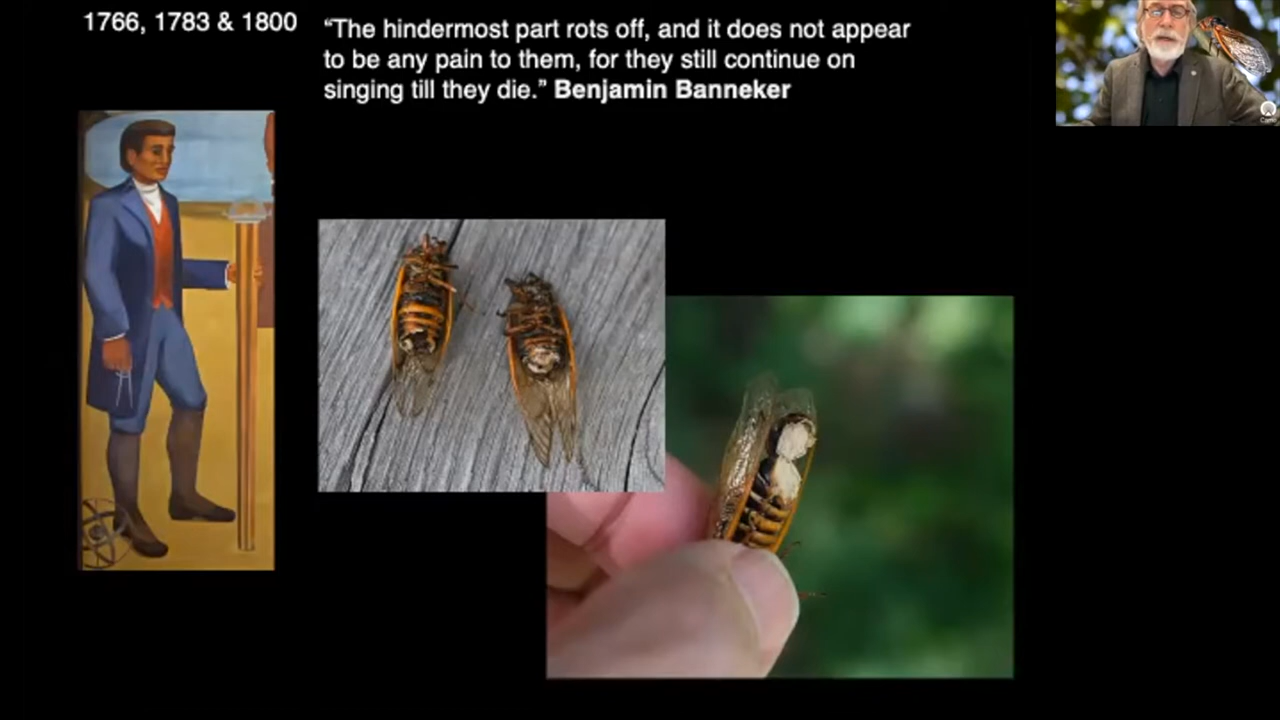 1766, 1783 & 1800
“The hindermost part rots off, and it does not appear
to be any pain to them, for they still continue on
singing till they die.” Benjamin Banneker